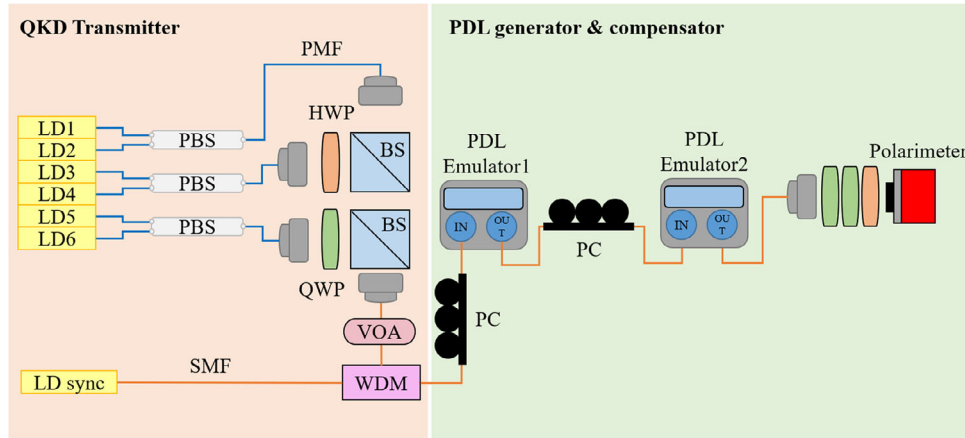 QKD Transmitter
PDL generator & compensator
PMF
HWP
LD1
LD2
LD3
LD4
LD5
LD6
PBS
PBS
PBS
BS
BS
QWP
VOA
SMF
LD sync
WDM
PDL
Emulator1
IN
OU
T
PC
PC
PDL
Emulator2
IN
OU
T
Polarimeter